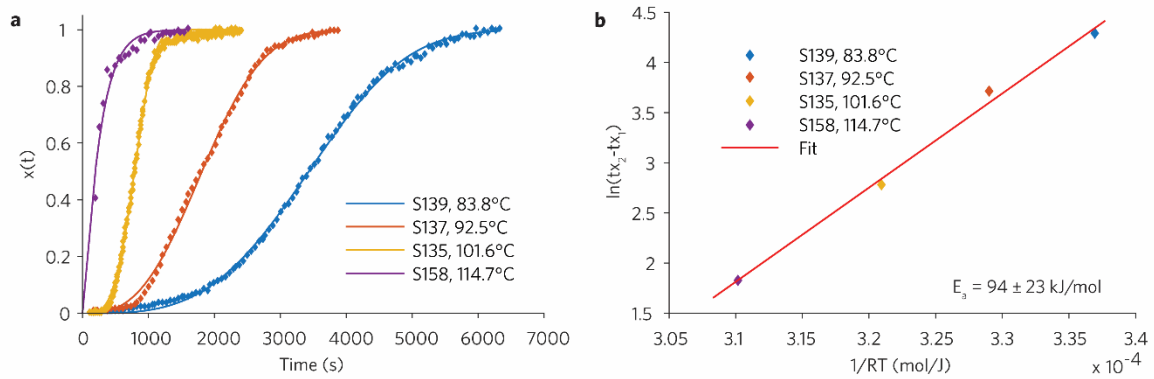 a
x(t)
1
0.8
0.6
0.4
0.2
0
S139, 83.8°C
S137, 92.5°C
S135, 101.6°C
S158, 114.7°C
0 1000 2000 3000 4000 5000 6000 7000
Time (s)
b
ln(tx₂-tx₁)
4.5
4
3.5
3
2.5
2
1.5
S139, 83.8°C
S137, 92.5°C
S135, 101.6°C
S158, 114.7°C
Fit
Eₐ = 94 ± 23 kJ/mol
3.05 3.1 3.15 3.2 3.25 3.3 3.35 3.4
1/RT (mol/J)
x 10⁻⁴